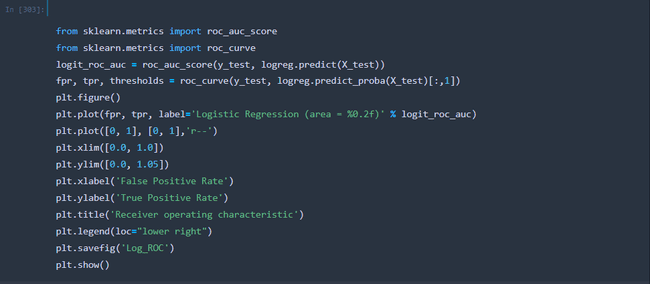 In [303]:
from sklearn.metrics import roc_auc_score
from sklearn.metrics import roc_curve
logit_roc_auc = roc_auc_score(y_test, logreg.predict(X_test))
fpr, tpr, thresholds = roc_curve(y_test, logreg.predict_proba(X_test)[:,1])
plt.figure()
plt.plot(fpr, tpr, label='Logistic Regression (area = %0.2f)' % logit_roc_auc)
plt.plot([0, 1], [0, 1],'r--')
plt.xlim([0.0, 1.0])
plt.ylim([0.0, 1.05])
plt.xlabel('False Positive Rate')
plt.ylabel('True Positive Rate')
plt.title('Receiver operating characteristic')
plt.legend(loc="lower right")
plt.savefig('Log_ROC')
plt.show()